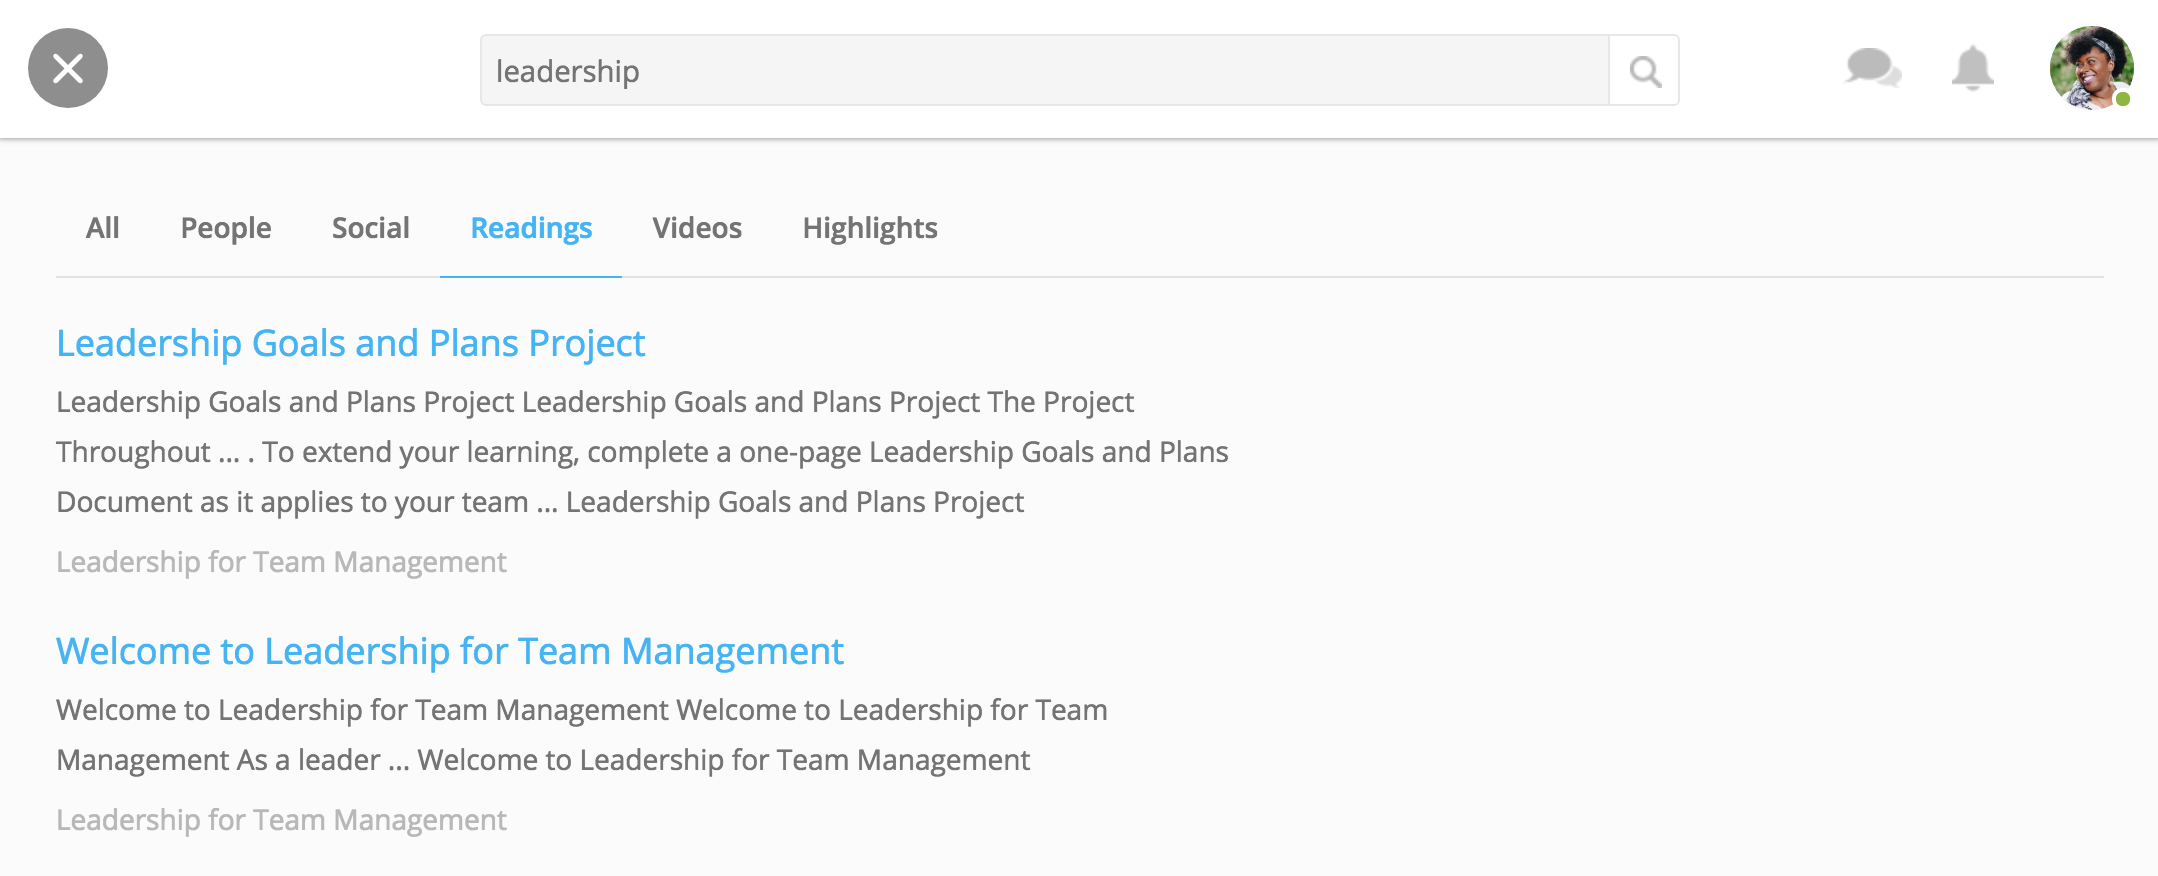 leadership
All People Social Readings Videos Highlights
Leadership Goals and Plans Project
Leadership Goals and Plans Project Leadership Goals and Plans Project The Project
Throughout ... . To extend your learning, complete a one-page Leadership Goals and Plans
Document as it applies to your team ... Leadership Goals and Plans Project
Leadership for Team Management
Welcome to Leadership for Team Management
Welcome to Leadership for Team Management Welcome to Leadership for Team
Management As a leader ... Welcome to Leadership for Team Management
Leadership for Team Management